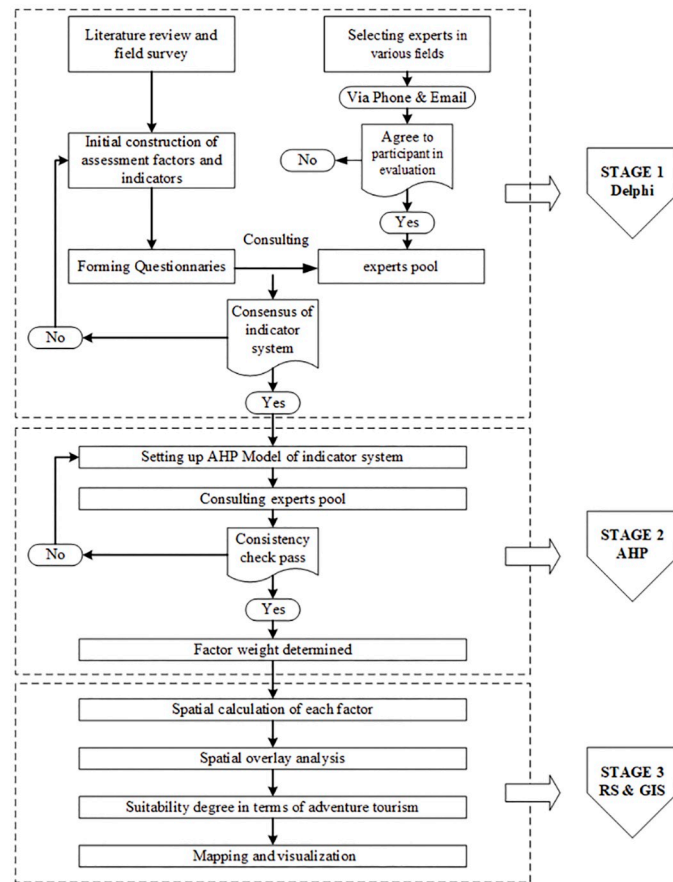 Literature review and
field survey
Selecting experts in
various fields
Via Phone & Email
Initial construction of
assessment factors and
indicators
Agree to
participant in
evaluation
No
Yes
STAGE 1
Delphi
Consulting
Forming Questionnaries
experts pool
Consensus of
indicator
system
No
Yes
Setting up AHP Model of indicator system
Consulting experts pool
Consistency
check pass
No
Yes
Factor weight determined
STAGE 2
AHP
Spatial calculation of each factor
Spatial overlay analysis
Suitability degree in terms of adventure tourism
Mapping and visualization
STAGE 3
RS & GIS